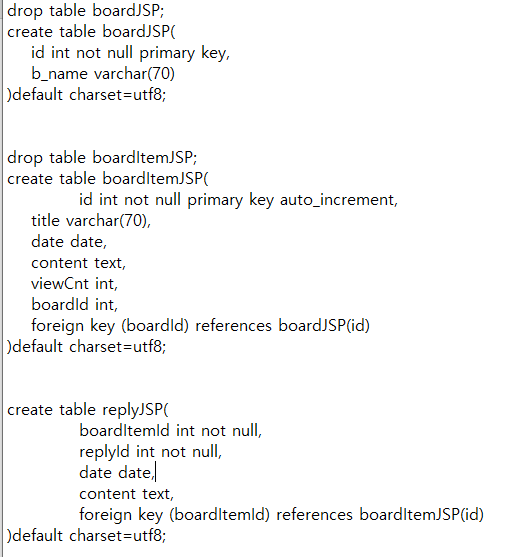 drop table boardJSP;
create table boardJSP(
id int not null primary key,
b_name varchar(70)
)default charset=utf8;
drop table boardItemJSP;
create table boardItemJSP(
id int not null primary key auto_increment,
title varchar(70),
date date,
content text,
viewCnt int,
boardId int,
foreign key (boardId) references boardJSP(id)
)default charset=utf8;
create table replyJSP(
boardItemId int not null,
replyId int not null,
date date,
content text,
foreign key (boardItemId) references boardItemJSP(id)
)default charset=utf8;